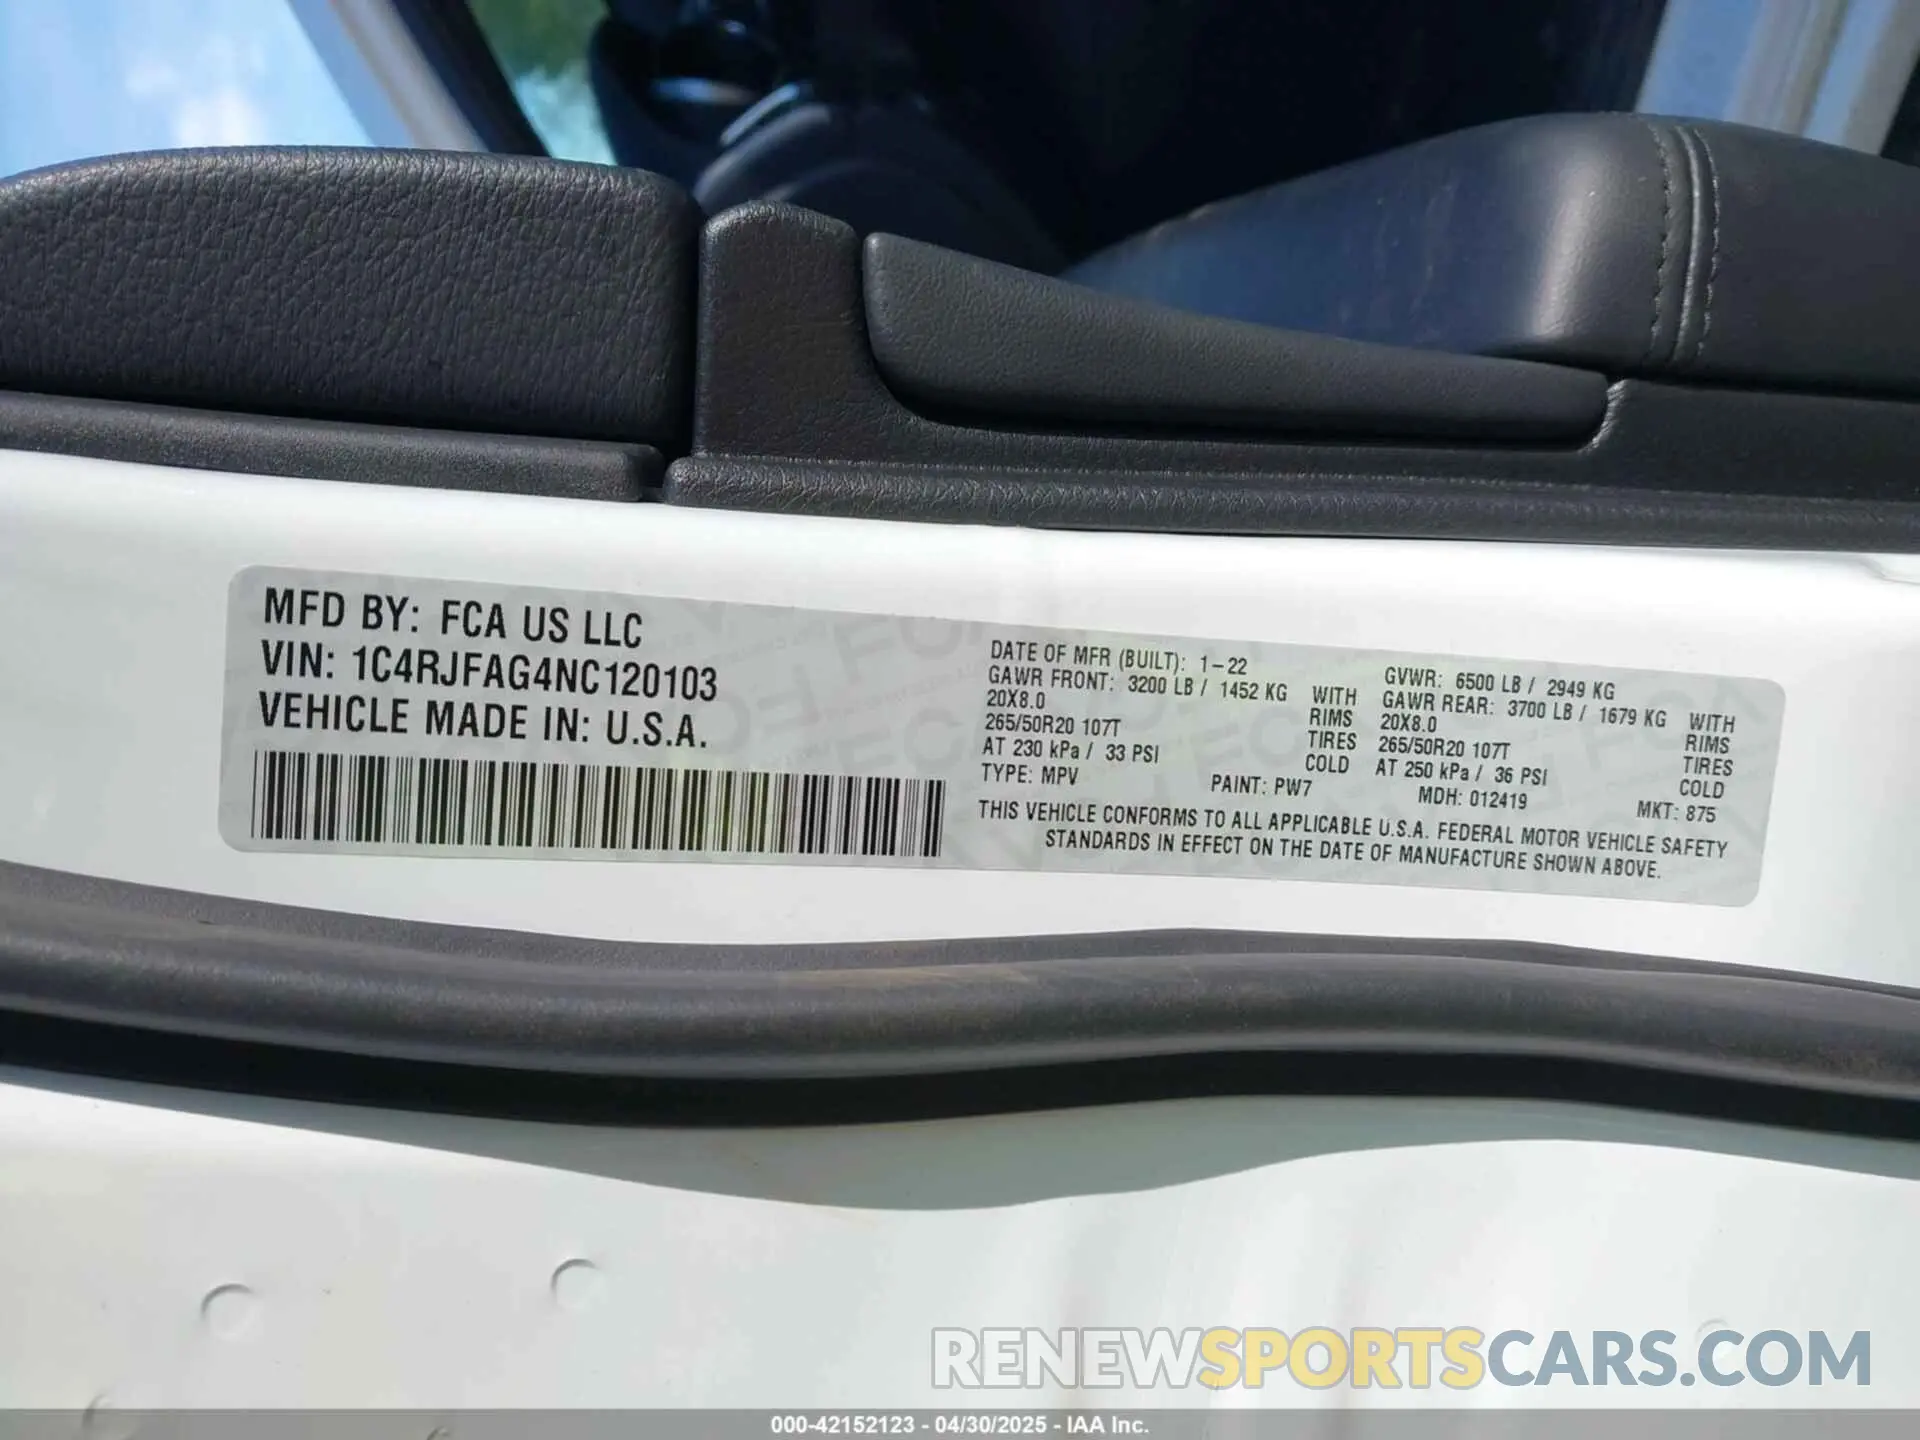 MFD BY: FCA US LLC
VIN: 1C4RJFAG4NC120103
VEHICLE MADE IN: U.S.A.
DATE OF MFR (BUILT): 1-22 GVWR: 6500 LB / 2949 KG
GAWR FRONT: 3200 LB / 1452 KG WITH GAWR REAR: 3700 LB / 1679 KG WITH
20X8.0 RIMS 20X8.0 RIMS
265/50R20 107T TIRES 265/50R20 107T TIRES
AT 230 kPa / 33 PSI COLD AT 250 kPa / 36 PSI COLD
TYPE: MPV PAINT: PW7 MDH: 012419 MKT: 875
THIS VEHICLE CONFORMS TO ALL APPLICABLE U.S.A. FEDERAL MOTOR VEHICLE SAFETY
STANDARDS IN EFFECT ON THE DATE OF MANUFACTURE SHOWN ABOVE.
RENEWSPORTSCARS.COM
000-42152123 - 04/30/2025 - IAA Inc.